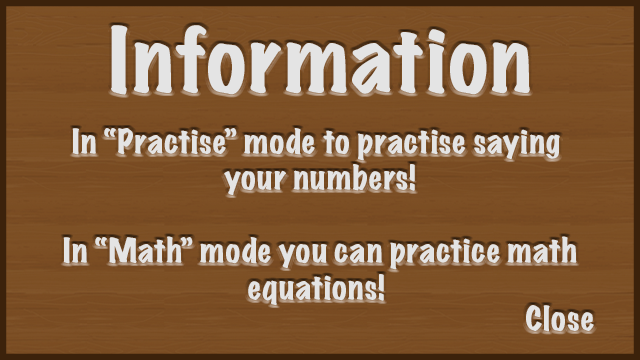 Information
In “Practise” mode to practise saying
your numbers!
In “Math” mode you can practice math
equations!
Close